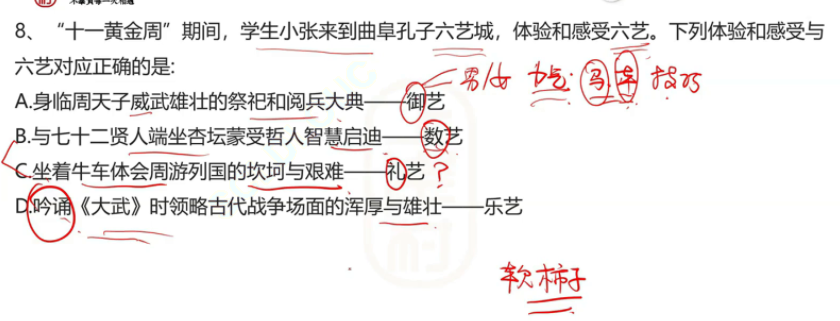 8、“十一黄金周”期间，学生小张来到曲阜孔子六艺城，体验和感受六艺。下列体验和感受与
六艺对应正确的是:
男女 力气 马车 技巧
A.身临周天子威武雄壮的祭祀和阅兵大典——御艺
B.与七十二贤人端坐杏坛蒙受哲人智慧启迪——数艺
C.坐着牛车体会周游列国的坎坷与艰难——礼艺 ?
D.吟诵《大武》时领略古代战争场面的浑厚与雄壮——乐艺
软柿子